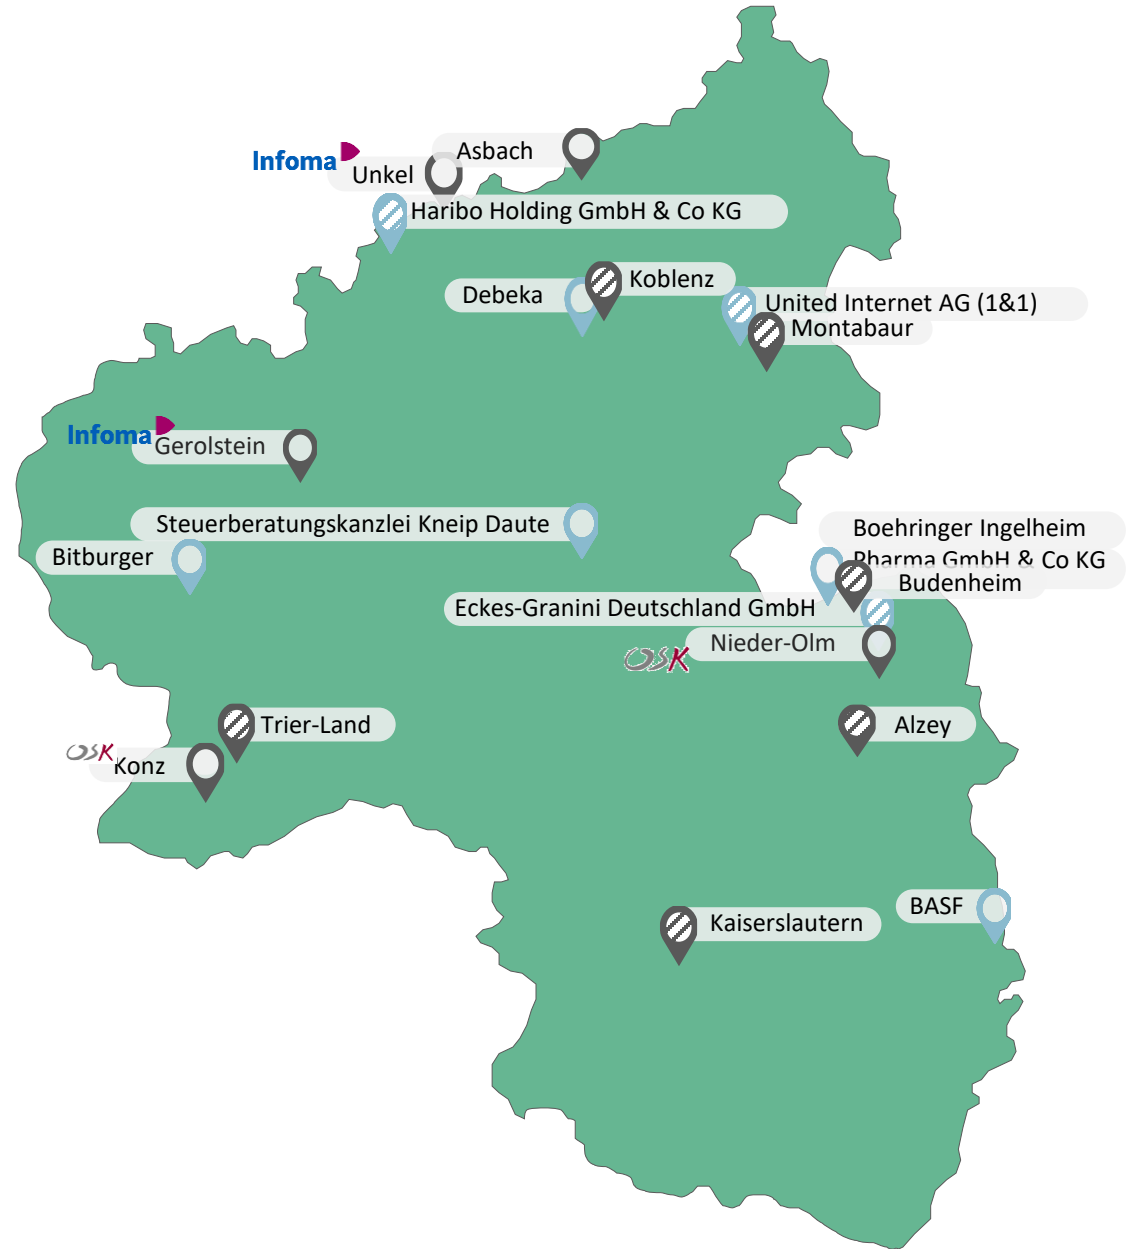 Asbach
Infoma
Unkel
Haribo Holding GmbH & Co KG
Koblenz
Debeka
United Internet AG (1&1)
Montabaur
Infoma
Gerolstein
Steuerberatungskanzlei Kneip Daute
Boehringer Ingelheim
Pharma GmbH & Co KG
Bitburger
Budenheim
Eckes-Granini Deutschland GmbH
Nieder-Olm
OSK
Trier-Land
Alzey
OSK
Konz
BASF
Kaiserslautern